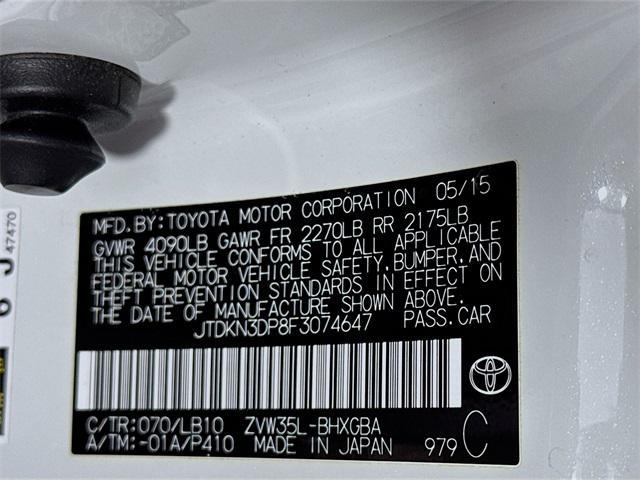 MFD. BY: TOYOTA MOTOR CORPORATION 05/15
GVWR 4090LB GAWR FR 2270LB RR 2175LB
THIS VEHICLE CONFORMS TO ALL APPLICABLE
FEDERAL MOTOR VEHICLE SAFETY, BUMPER, AND
THEFT PREVENTION STANDARDS IN EFFECT ON
THE DATE OF MANUFACTURE SHOWN ABOVE.
JTDKN3DP8F3074647 PASS.CAR
C/TR: 070/LB10 ZVW35L-BHXGBA
A/TM: -01A/P410 MADE IN JAPAN 979 C
47470